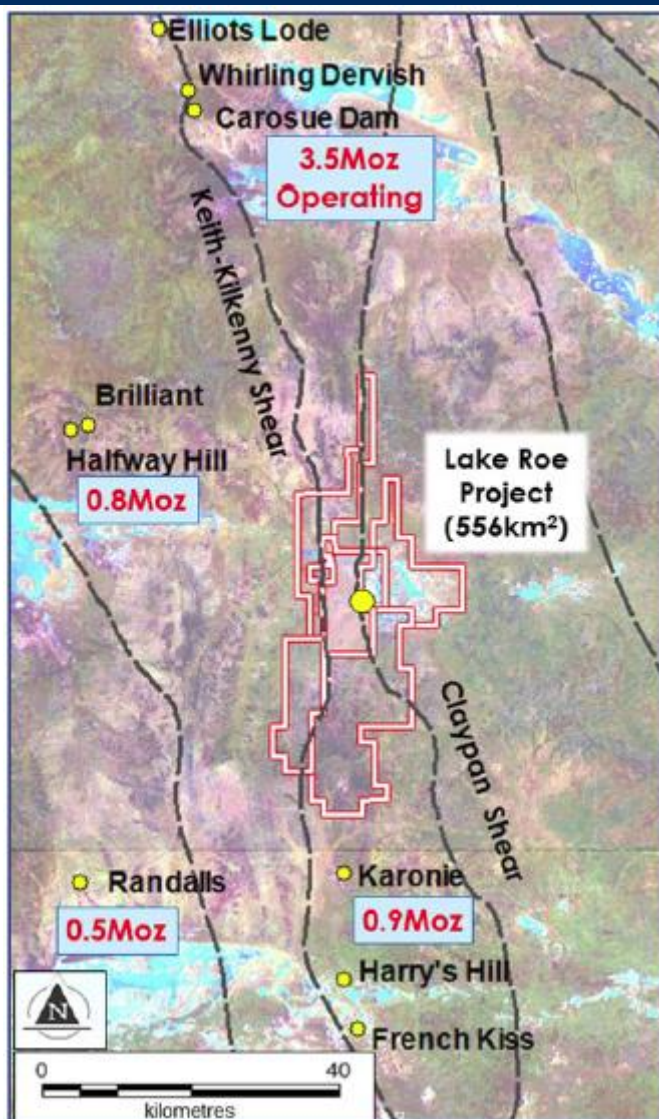 Elliots Lode
Whirling Dervish
Carosue Dam
3.5Moz
Operating
Keith-Kilkenny Shear
Brilliant
Halfway Hill
0.8Moz
Lake Roe
Project
(556km²)
Claypan Shear
Randalls
0.5Moz
Karonie
0.9Moz
Harry's Hill
French Kiss
N
0 40
kilometres